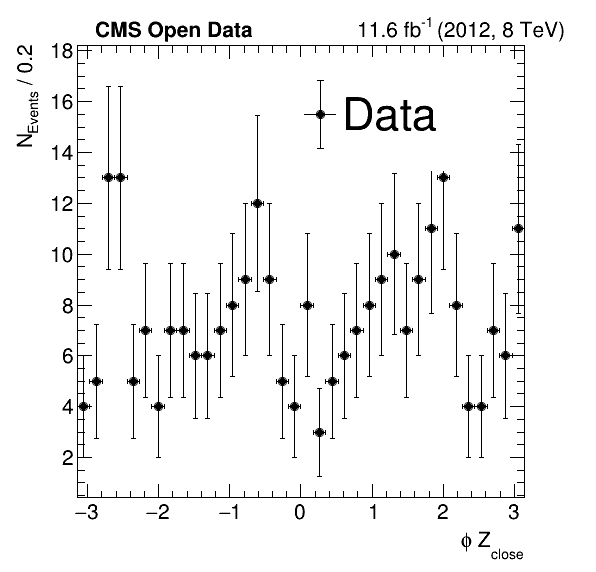 CMS Open Data 11.6 fb-1 (2012, 8 TeV)
NEvents / 0.2
18
16
14
12
10
8
6
4
2
Data
−3 −2 −1 0 1 2 3
ϕ Zclose